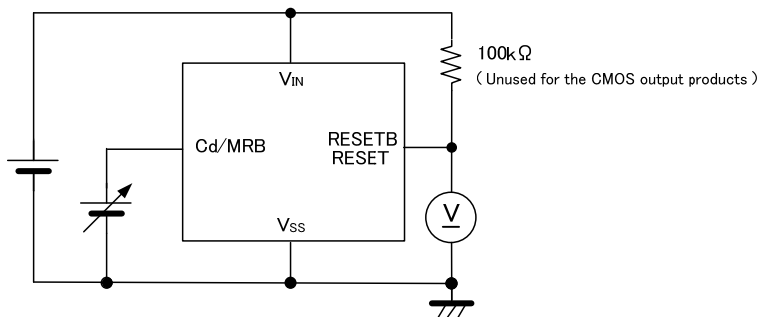 100kΩ
VIN
(Unused for the CMOS output products)
Cd/MRB
RESETB
RESET
V
VSS